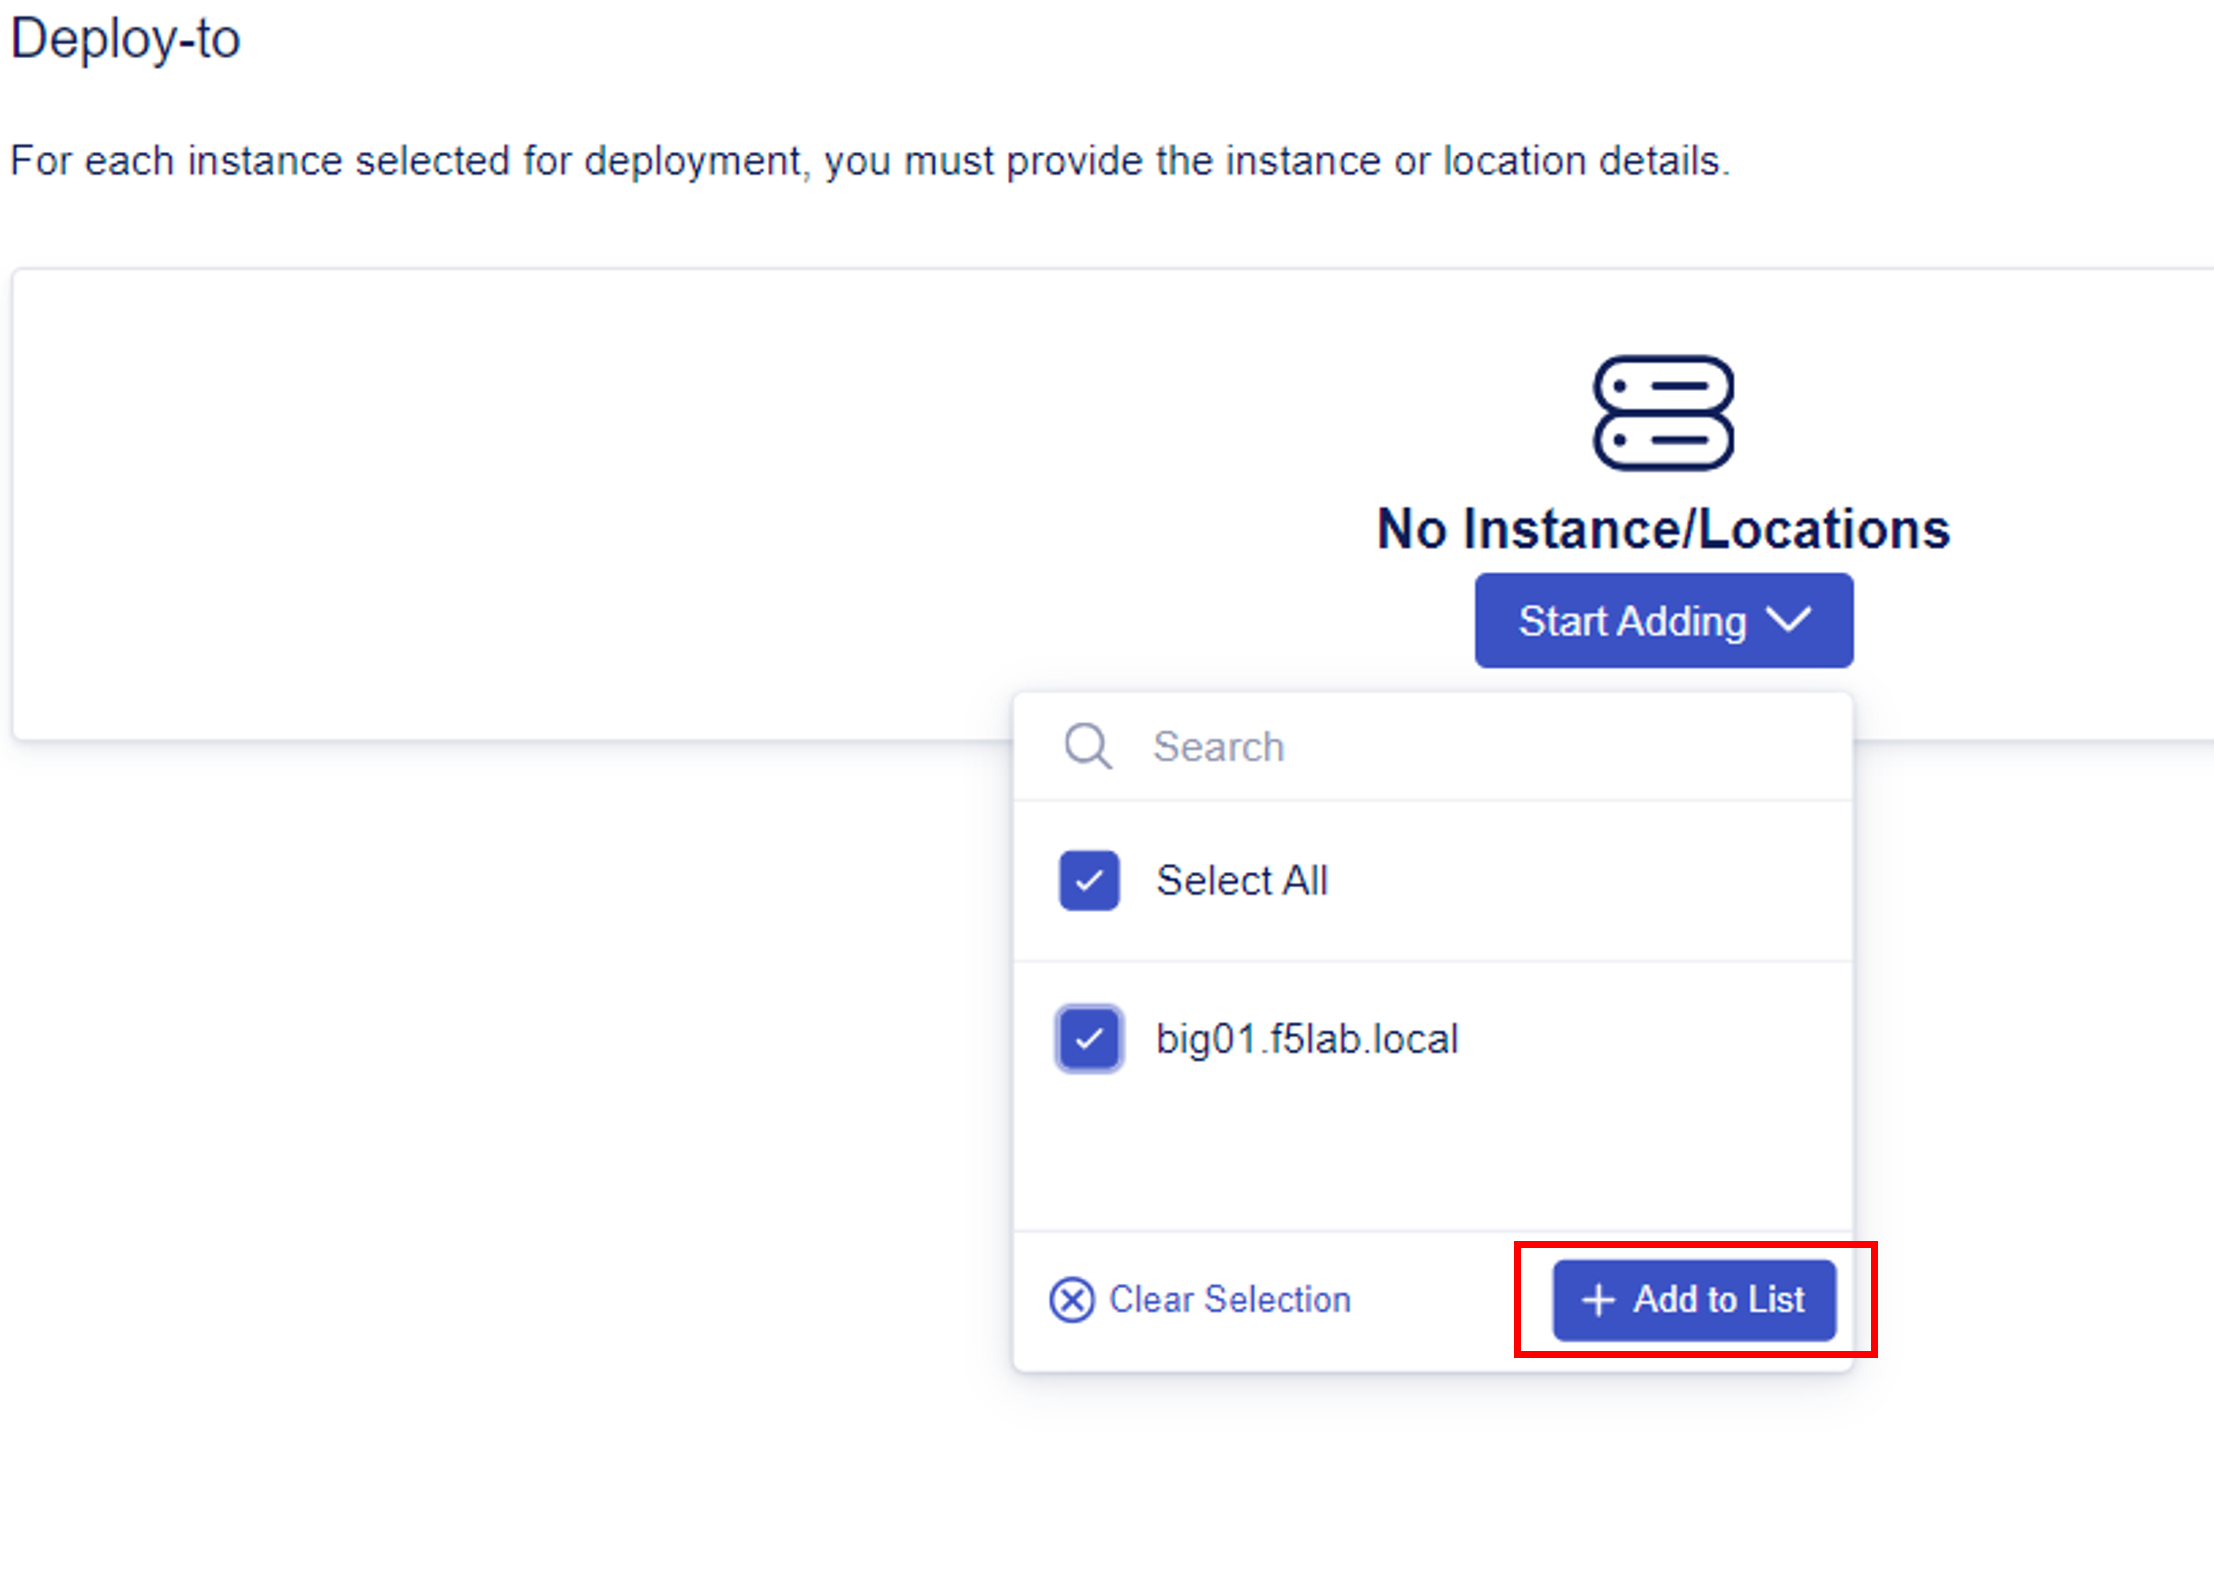 Deploy-to
For each instance selected for deployment, you must provide the instance or location details.
No Instance/Locations
Start Adding
Search
Select All
big01.f5lab.local
Clear Selection
+ Add to List